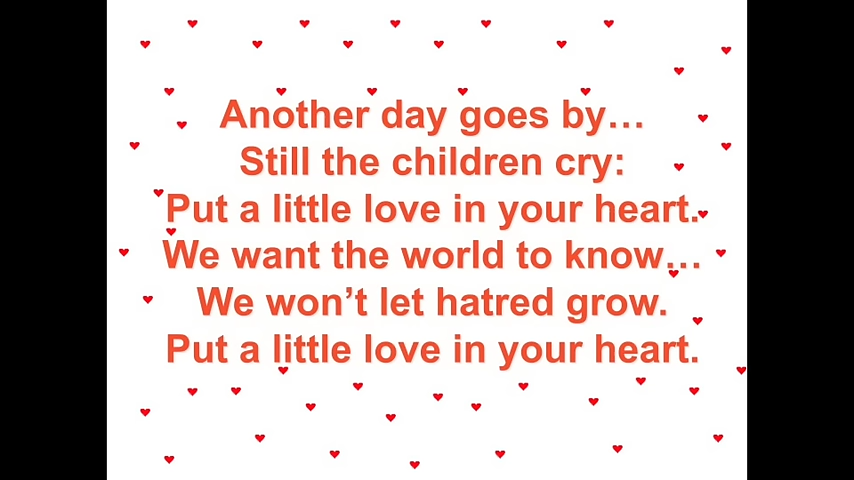 Another day goes by…
Still the children cry:
Put a little love in your heart.
We want the world to know…
We won’t let hatred grow.
Put a little love in your heart.